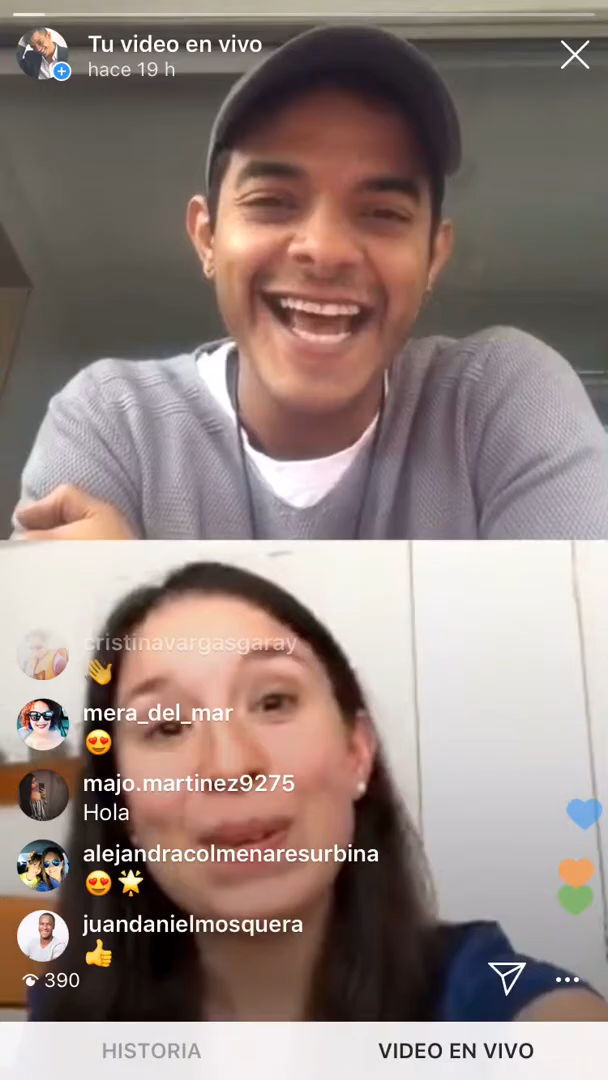 Tu video en vivo
hace 19 h
cristinavargasgaray
👋
mera_del_mar
😍
majo.martinez9275
Hola
alejandracolmenaresurbina
😍🌟
juandanielmosquera
👍
390
HISTORIA
VIDEO EN VIVO